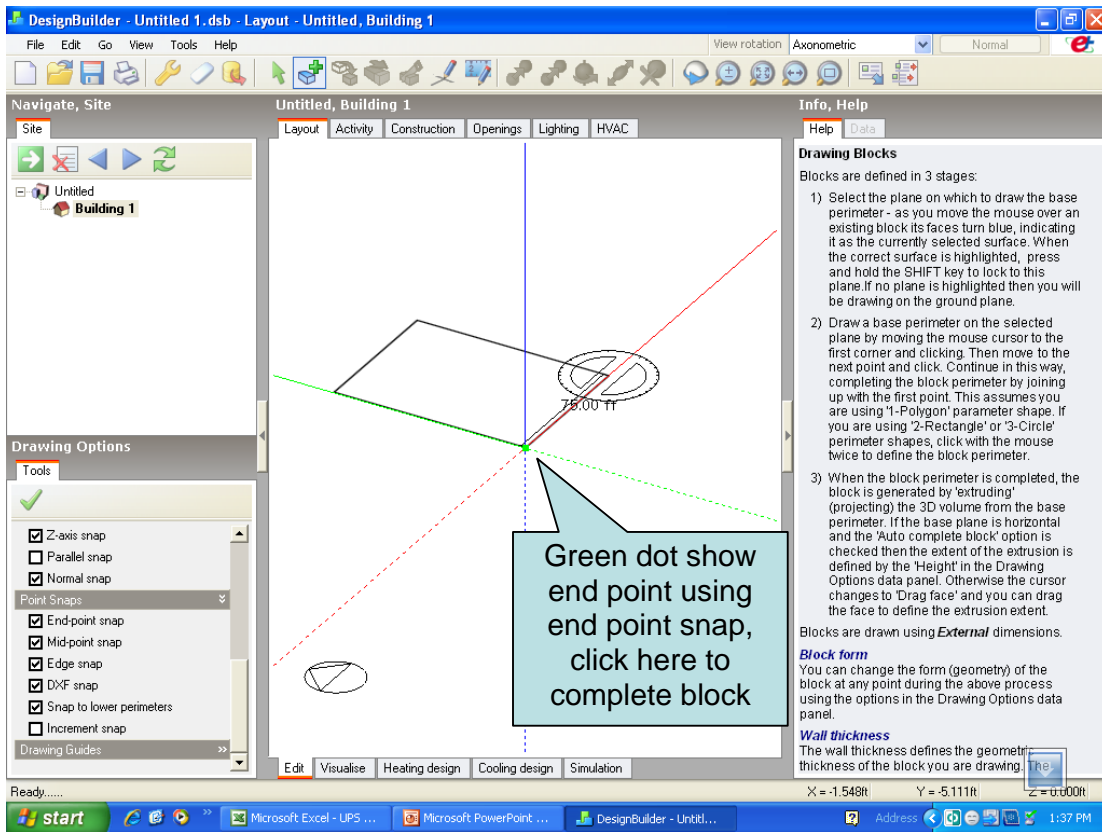 DesignBuilder - Untitled 1.dsb - Layout - Untitled, Building 1
File Edit Go View Tools Help
View rotation Axonometric Normal
Navigate, Site
Site
Untitled
Building 1
Drawing Options
Tools
Z-axis snap
Parallel snap
Normal snap
Point Snaps
End-point snap
Mid-point snap
Edge snap
DXF snap
Snap to lower perimeters
Increment snap
Drawing Guides
Untitled, Building 1
Layout Activity Construction Openings Lighting HVAC
75.00 ft
Green dot show
end point using
end point snap,
click here to
complete block
Edit Visualise Heating design Cooling design Simulation
Info, Help
Help Data
Drawing Blocks
Blocks are defined in 3 stages:
1) Select the plane on which to draw the base
perimeter - as you move the mouse over an
existing block its faces turn blue, indicating
it as the currently selected surface. When
the correct surface is highlighted, press
and hold the SHIFT key to lock to this
plane.If no plane is highlighted then you will
be drawing on the ground plane.
2) Draw a base perimeter on the selected
plane by moving the mouse cursor to the
first corner and clicking. Then move to the
next point and click. Continue in this way,
completing the block perimeter by joining
up with the first point. This assumes you
are using '1-Polygon' parameter shape. If
you are using '2-Rectangle' or '3-Circle'
perimeter shapes, click with the mouse
twice to define the block perimeter.
3) When the block perimeter is completed, the
block is generated by 'extruding'
(projecting) the 3D volume from the base
perimeter. If the base plane is horizontal
and the 'Auto complete block' option is
checked then the extent of the extrusion is
defined by the 'Height' in the Drawing
Options data panel. Otherwise the cursor
changes to 'Drag face' and you can drag
the face to define the extrusion extent.
Blocks are drawn using External dimensions.
Block form
You can change the form (geometry) of the
block at any point during the above process
using the options in the Drawing Options data
panel.
Wall thickness
The wall thickness defines the geometric
thickness of the block you are drawing. The
Ready...... X = -1.548ft Y = -5.111ft Z = 0.000ft
start Microsoft Excel - UPS ... Microsoft PowerPoint ... DesignBuilder - Untitl... Address 1:37 PM